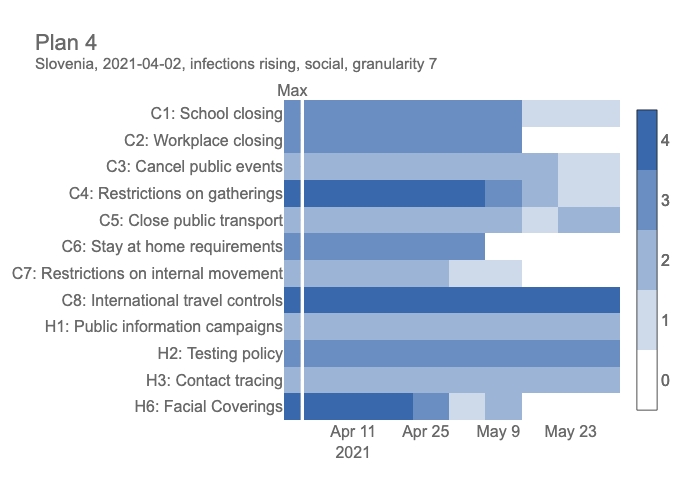 Plan 4
Slovenia, 2021-04-02, infections rising, social, granularity 7
Max
C1: School closing
C2: Workplace closing
C3: Cancel public events
C4: Restrictions on gatherings
C5: Close public transport
C6: Stay at home requirements
C7: Restrictions on internal movement
C8: International travel controls
H1: Public information campaigns
H2: Testing policy
H3: Contact tracing
H6: Facial Coverings
Apr 11 Apr 25 May 9 May 23
2021
4
3
2
1
0